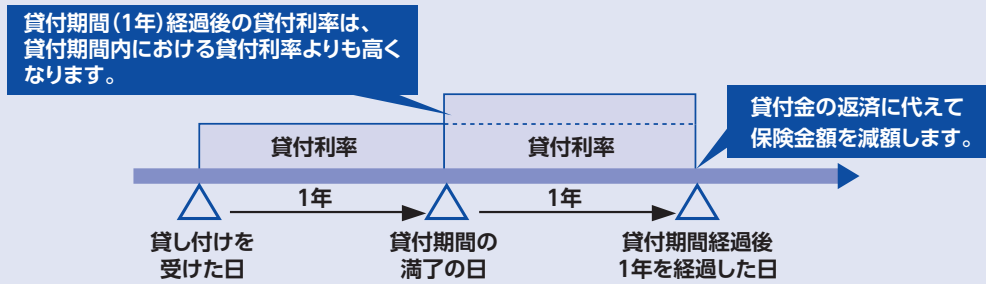 貸付期間(1年)経過後の貸付利率は、
貸付期間内における貸付利率よりも高く
なります。
貸付金の返済に代えて
保険金額を減額します。
貸付利率
貸付利率
1年
1年
貸し付けを
受けた日
貸付期間の
満了の日
貸付期間経過後
1年を経過した日